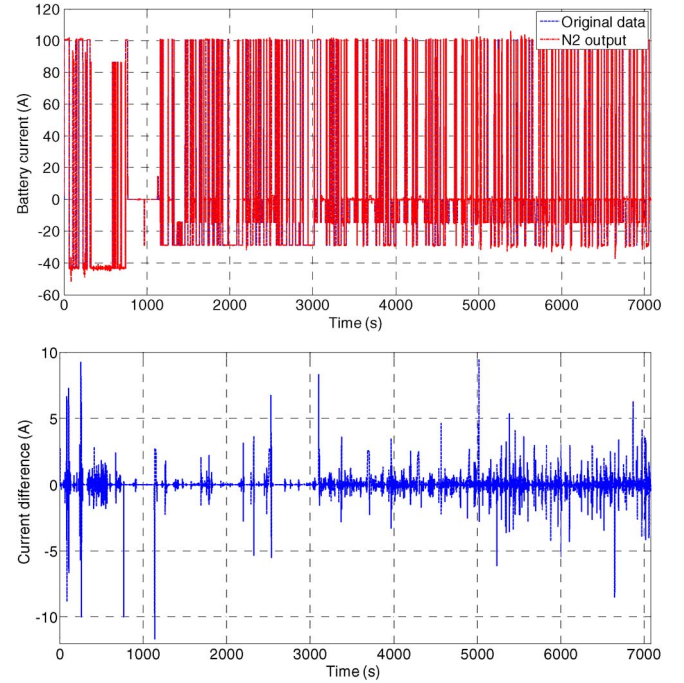 120
100
80
60
40
20
0
-20
-40
-60
Battery current (A)
Original data
N2 output
0 1000 2000 3000 4000 5000 6000 7000
Time (s)
10
5
0
-5
-10
Current difference (A)
0 1000 2000 3000 4000 5000 6000 7000
Time (s)